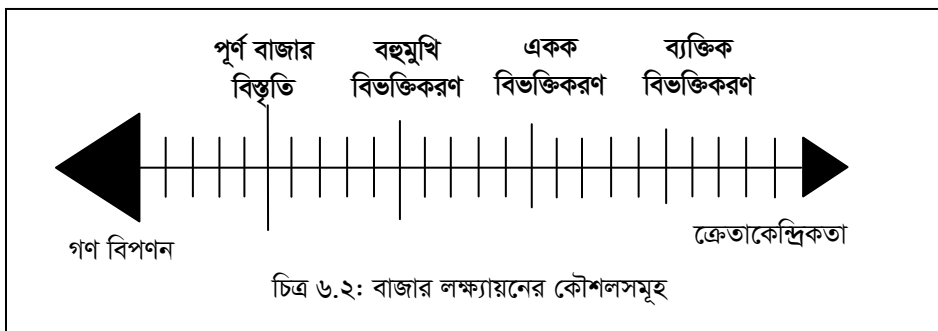 পূর্ণ বাজার বহুমুখি একক ব্যক্তিক
বিস্তৃতি বিভক্তিকরণ বিভক্তিকরণ বিভক্তিকরণ
গণ বিপণন ক্রেতাকেন্দ্রিকতা
চিত্র ৬.২: বাজার লক্ষ্যায়নের কৌশলসমূহ